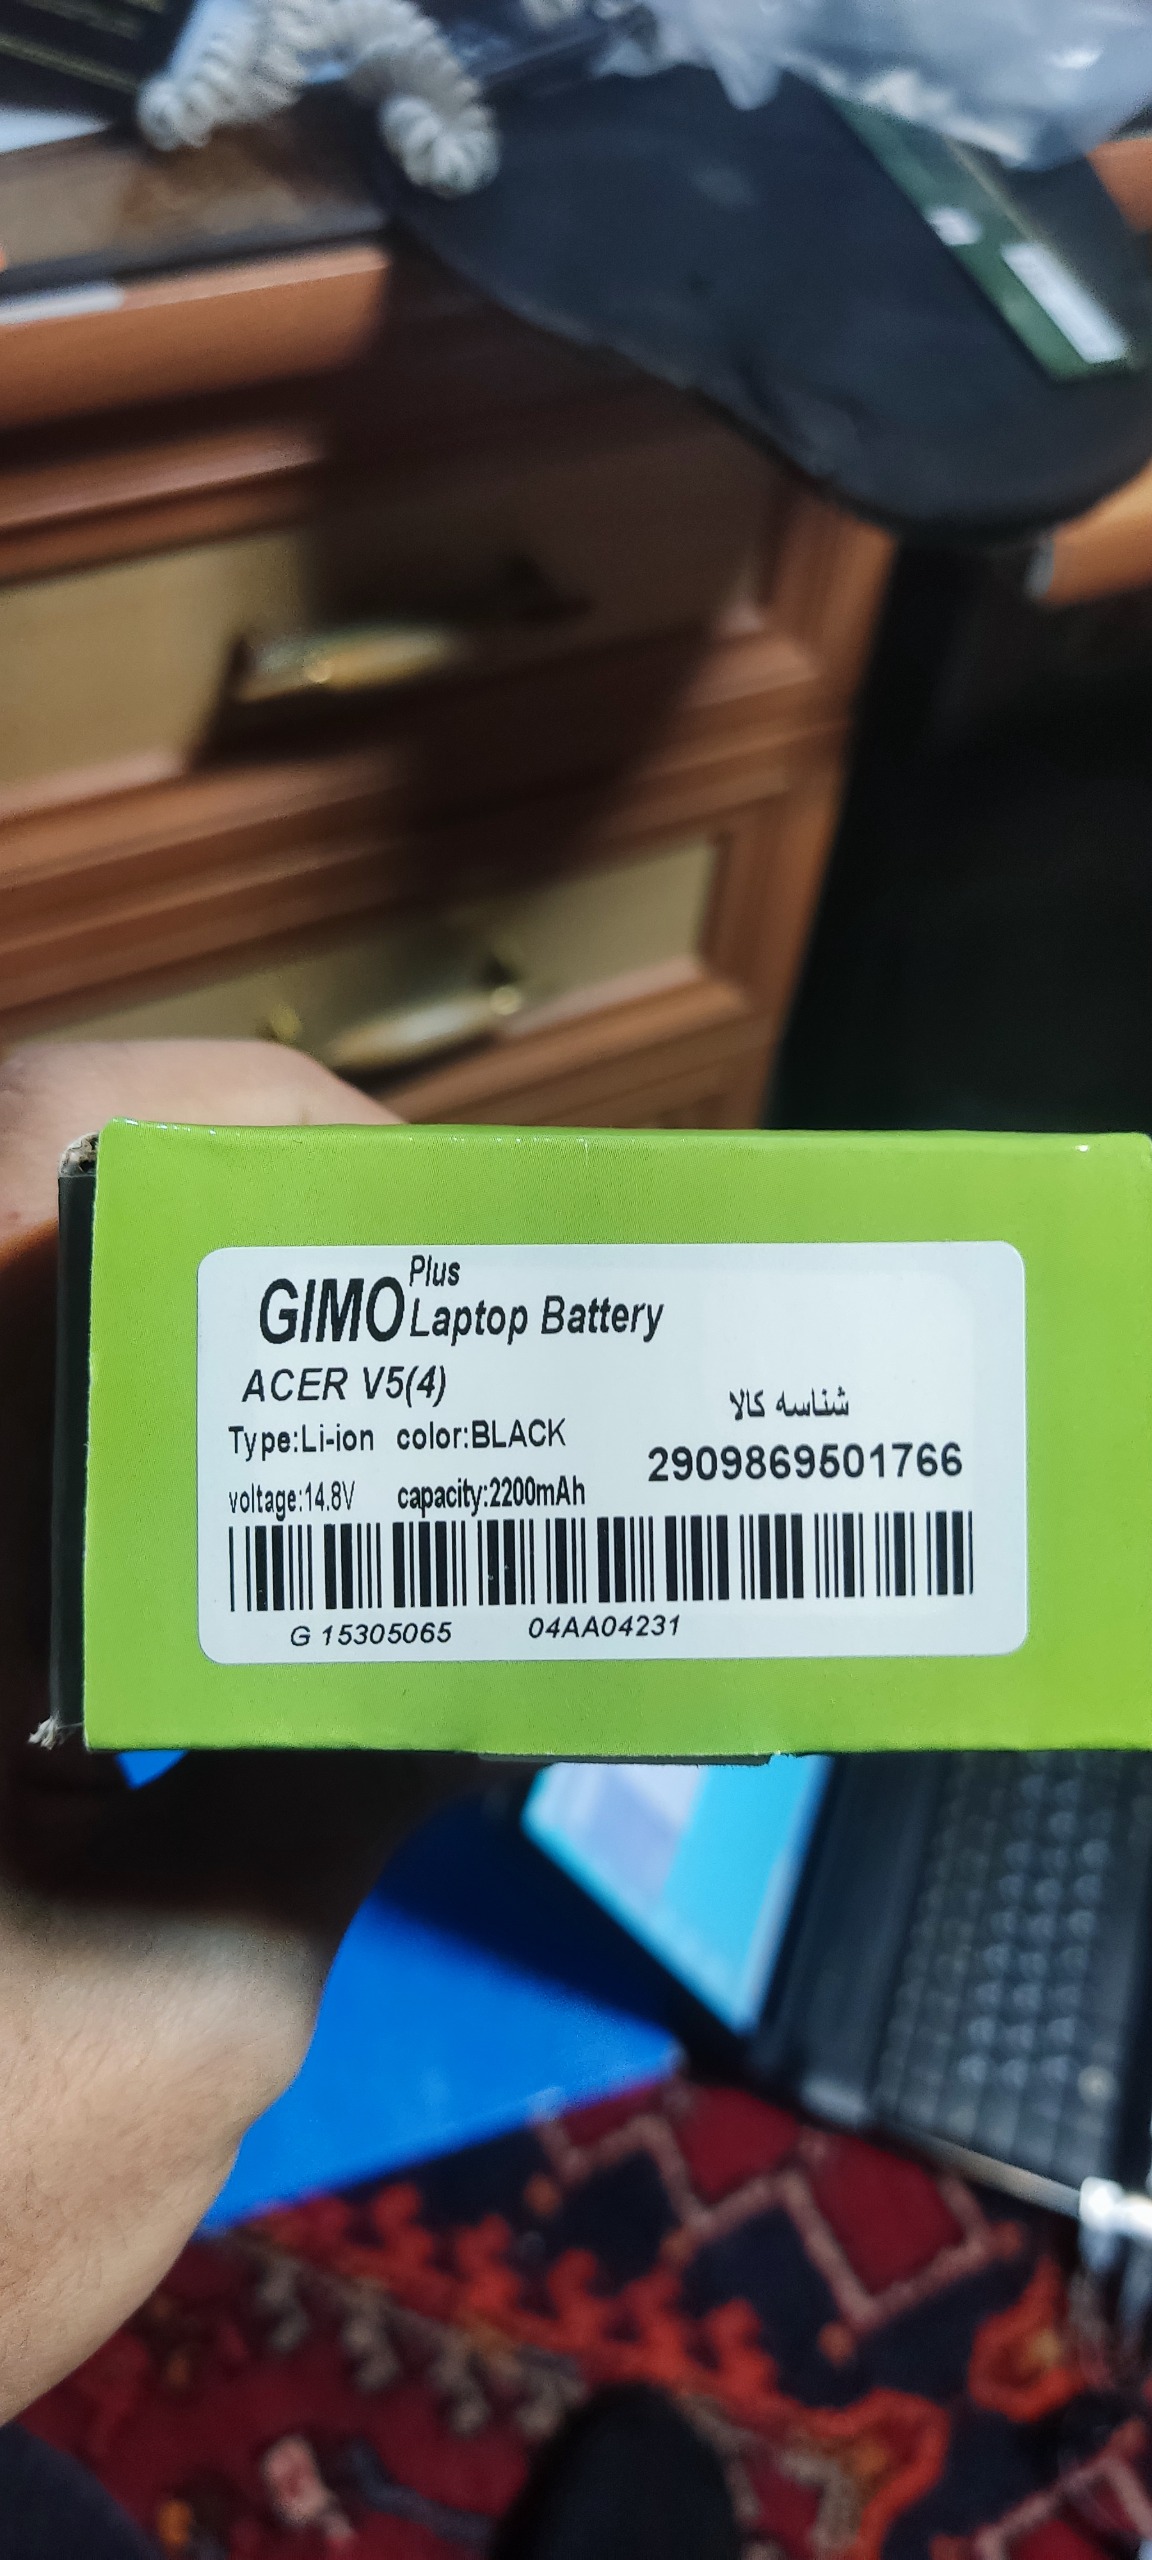 GIMO Plus
Laptop Battery
ACER V5(4)
شناسه کالا
Type:Li-ion color:BLACK
2909869501766
voltage:14.8V capacity:2200mAh
G 15305065 04AA04231